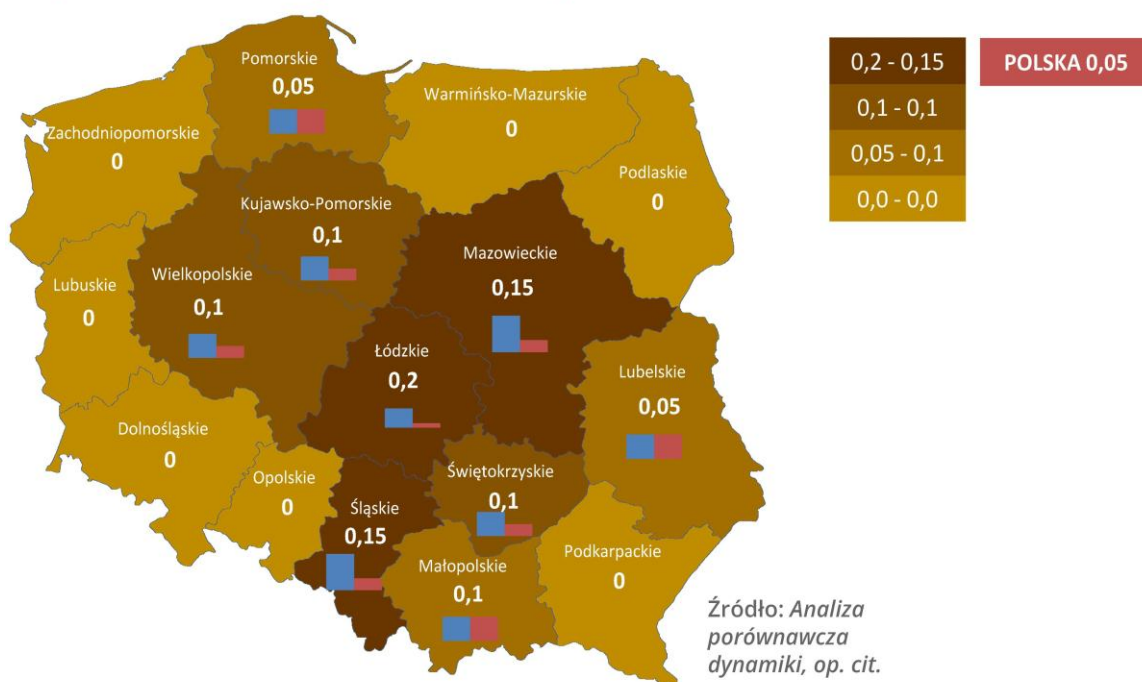 Pomorskie
0,05
Warmińsko-Mazurskie
0
Zachodniopomorskie
0
Podlaskie
0
Kujawsko-Pomorskie
0,1
Mazowieckie
0,15
Wielkopolskie
0,1
Lubuskie
0
Łódzkie
0,2
Lubelskie
0,05
Dolnośląskie
0
Opolskie
0
Śląskie
0,15
Świętokrzyskie
0,1
Małopolskie
0,1
Podkarpackie
0
0,2 - 0,15
0,1 - 0,1
0,05 - 0,1
0,0 - 0,0
POLSKA 0,05
Źródło: Analiza
porównawcza
dynamiki, op. cit.